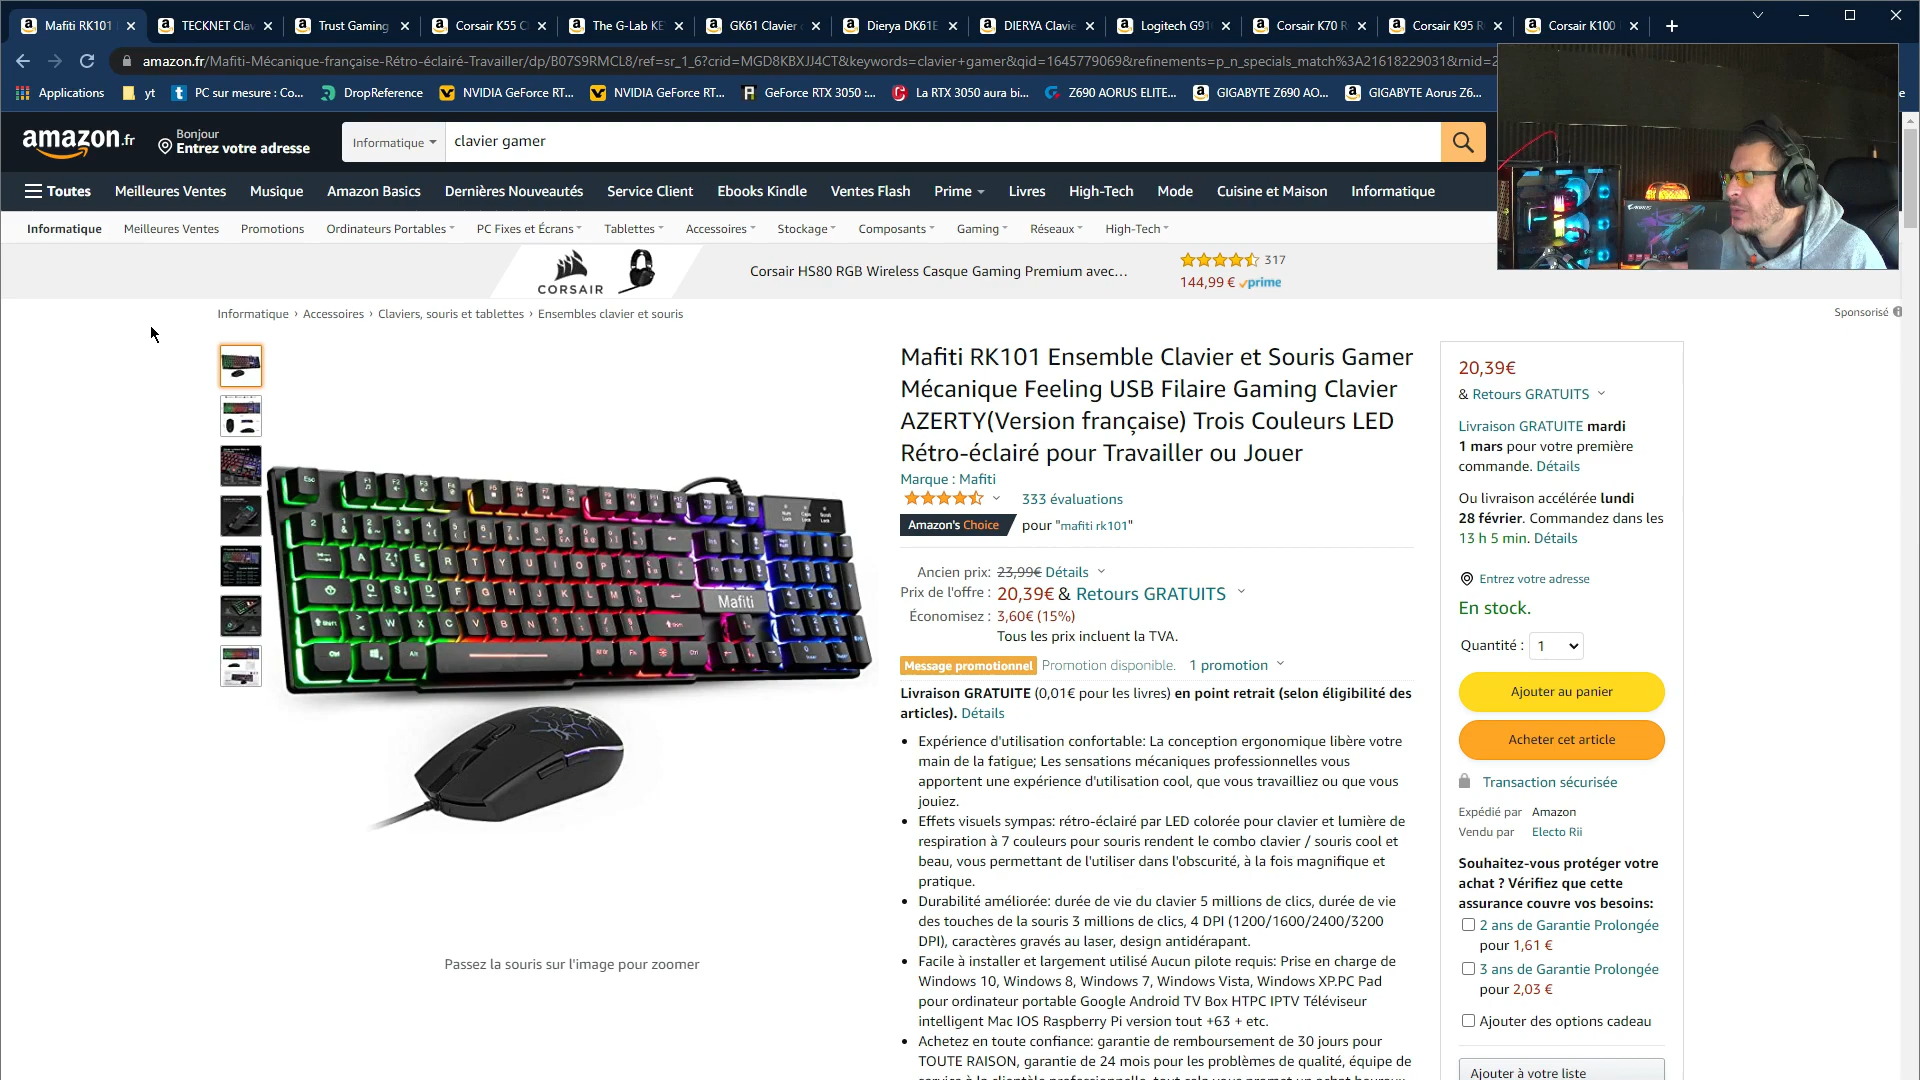 Mafiti RK101
TECKNET Clav
Trust Gaming
Corsair K55 C
The G-Lab KE
GK61 Clavier
Dierya DK61E
DIERYA Clavie
Logitech G91
Corsair K70 R
Corsair K95 R
Corsair K100
amazon.fr/Mafiti-Mécanique-française-Rétro-éclairé-Travailler/dp/B07S9RMCL8/ref=sr_1_6?crid=MGD8KBXJJ4CT&keywords=clavier+gamer&qid=1645779069&refinements=p_n_specials_match%3A21618229031&rnid=2
Applications
yt
PC sur mesure : Co...
DropReference
NVIDIA GeForce RT...
NVIDIA GeForce RT...
GeForce RTX 3050 :...
La RTX 3050 aura bi...
Z690 AORUS ELITE...
GIGABYTE Z690 AO...
GIGABYTE Aorus Z6...
amazon.fr
Bonjour
Entrez votre adresse
Informatique
clavier gamer
Toutes
Meilleures Ventes
Musique
Amazon Basics
Dernières Nouveautés
Service Client
Ebooks Kindle
Ventes Flash
Prime
Livres
High-Tech
Mode
Cuisine et Maison
Informatique
Informatique
Meilleures Ventes
Promotions
Ordinateurs Portables
PC Fixes et Écrans
Tablettes
Accessoires
Stockage
Composants
Gaming
Réseaux
High-Tech
CORSAIR
Corsair HS80 RGB Wireless Casque Gaming Premium avec...
317
144,99 € prime
Informatique › Accessoires › Claviers, souris et tablettes › Ensembles clavier et souris
Sponsorisé
Mafiti
Passez la souris sur l'image pour zoomer
Mafiti RK101 Ensemble Clavier et Souris Gamer
Mécanique Feeling USB Filaire Gaming Clavier
AZERTY(Version française) Trois Couleurs LED
Rétro-éclairé pour Travailler ou Jouer
Marque : Mafiti
333 évaluations
Amazon's Choice pour "mafiti rk101"
Ancien prix: 23,99€ Détails
Prix de l'offre : 20,39€ & Retours GRATUITS
Économisez : 3,60€ (15%)
Tous les prix incluent la TVA.
Message promotionnel Promotion disponible. 1 promotion
Livraison GRATUITE (0,01€ pour les livres) en point retrait (selon éligibilité des
articles). Détails
• Expérience d'utilisation confortable: La conception ergonomique libère votre
main de la fatigue; Les sensations mécaniques professionnelles vous
apportent une expérience d'utilisation cool, que vous travailliez ou que vous
jouiez.
• Effets visuels sympas: rétro-éclairé par LED colorée pour clavier et lumière de
respiration à 7 couleurs pour souris rendent le combo clavier / souris cool et
beau, vous permettant de l'utiliser dans l'obscurité, à la fois magnifique et
pratique.
• Durabilité améliorée: durée de vie du clavier 5 millions de clics, durée de vie
des touches de la souris 3 millions de clics, 4 DPI (1200/1600/2400/3200
DPI), caractères gravés au laser, design antidérapant.
• Facile à installer et largement utilisé Aucun pilote requis: Prise en charge de
Windows 10, Windows 8, Windows 7, Windows Vista, Windows XP.PC Pad
pour ordinateur portable Google Android TV Box HTPC IPTV Téléviseur
intelligent Mac IOS Raspberry Pi version tout +63 + etc.
• Achetez en toute confiance: garantie de remboursement de 30 jours pour
TOUTE RAISON, garantie de 24 mois pour les problèmes de qualité, équipe de
20,39€
& Retours GRATUITS
Livraison GRATUITE mardi
1 mars pour votre première
commande. Détails
Ou livraison accélérée lundi
28 février. Commandez dans les
13 h 5 min. Détails
Entrez votre adresse
En stock.
Quantité : 1
Ajouter au panier
Acheter cet article
Transaction sécurisée
Expédié par Amazon
Vendu par Electo Rii
Souhaitez-vous protéger votre
achat ? Vérifiez que cette
assurance couvre vos besoins:
2 ans de Garantie Prolongée
pour 1,61 €
3 ans de Garantie Prolongée
pour 2,03 €
Ajouter des options cadeau
Ajouter à votre liste